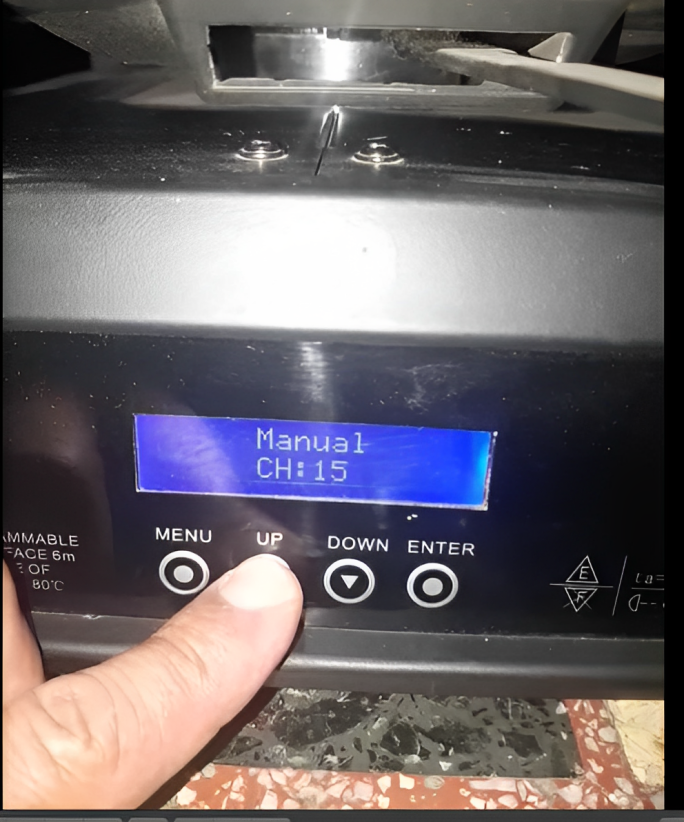 Manual
CH:15
MENU
UP
DOWN
ENTER
AMMABLE
FACE 6m
OF
80°C
E
F